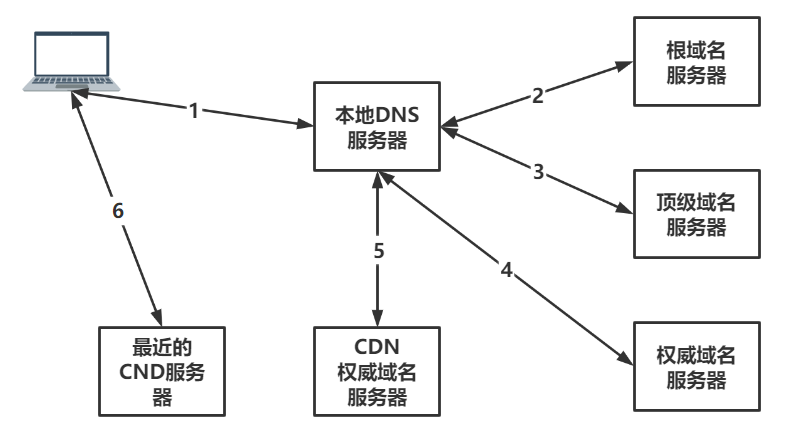 根域名
服务器
1
2
本地DNS
服务器
3
顶级域名
服务器
6
5
4
最近的
CND服务
器
CDN
权威域名
服务器
权威域名
服务器